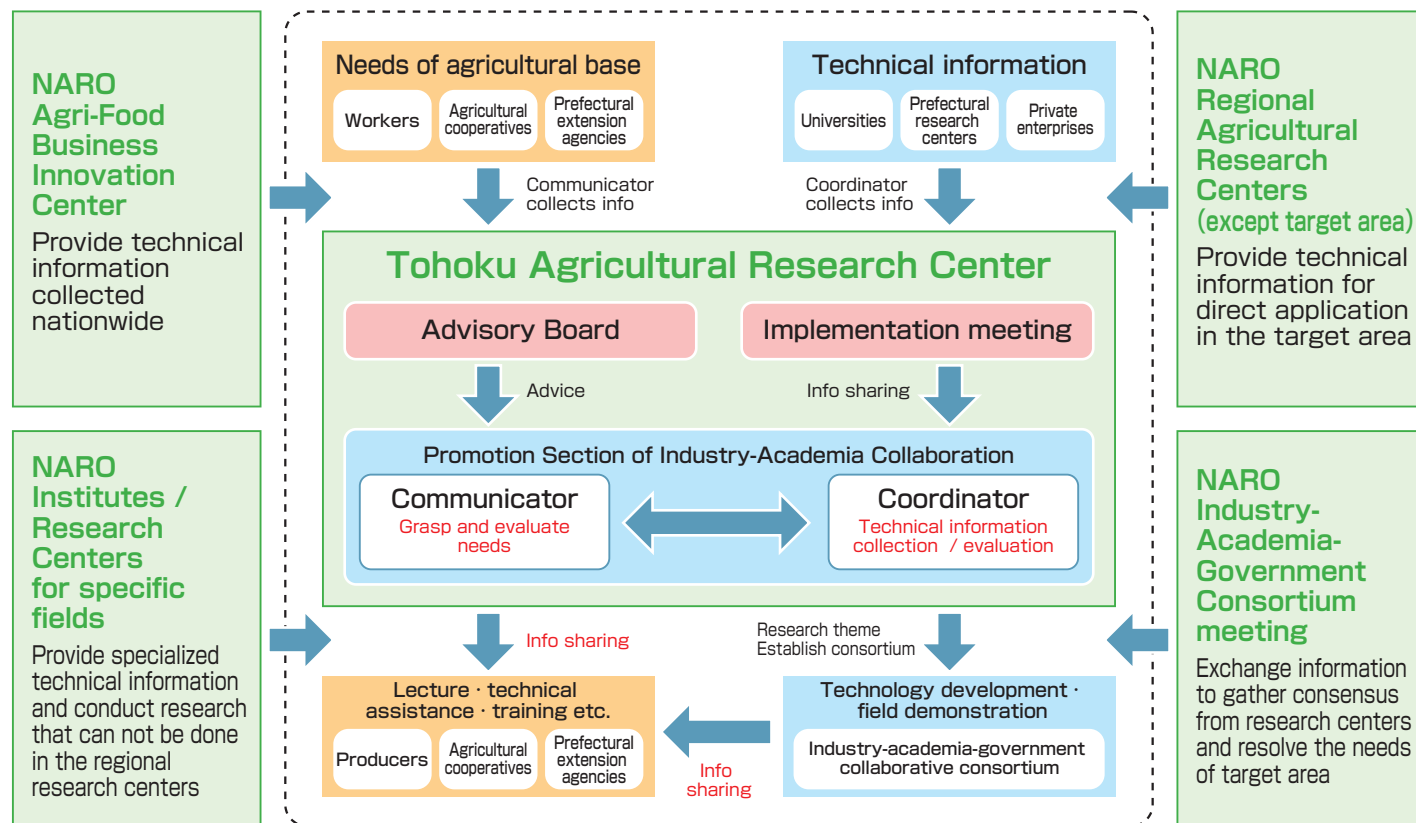 NARO
Agri-Food
Business
Innovation
Center
Provide technical
information
collected
nationwide
NARO
Institutes /
Research
Centers
for specific
fields
Provide specialized
technical information
and conduct research
that can not be done
in the regional
research centers
Needs of agricultural base
Workers
Agricultural
cooperatives
Prefectural
extension
agencies
Technical information
Universities
Prefectural
research
centers
Private
enterprises
Communicator
collects info
Coordinator
collects info
Tohoku Agricultural Research Center
Advisory Board
Implementation meeting
Advice
Info sharing
Promotion Section of Industry-Academia Collaboration
Communicator
Grasp and evaluate
needs
Coordinator
Technical information
collection / evaluation
Info sharing
Research theme
Establish consortium
Lecture · technical
assistance · training etc.
Producers
Agricultural
cooperatives
Prefectural
extension
agencies
Info
sharing
Technology development ·
field demonstration
Industry-academia-government
collaborative consortium
NARO
Regional
Agricultural
Research
Centers
(except target area)
Provide technical
information for
direct application
in the target area
NARO
Industry-
Academia-
Government
Consortium
meeting
Exchange information
to gather consensus
from research centers
and resolve the needs
of target area